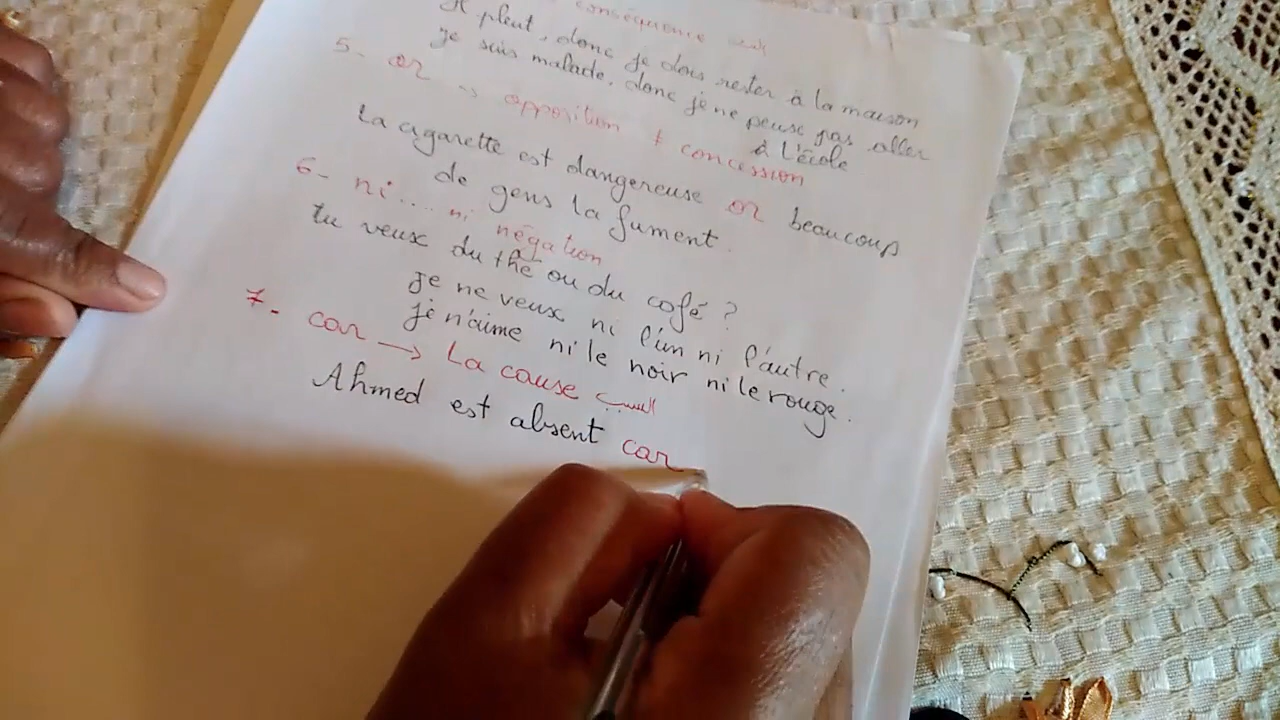 conséquence
Il pleut, donc je dois rester à la maison
je suis malade, donc je ne peux pas aller
à l'école
5- or
opposition + concession
La cigarette est dangereuse or beaucoup
de gens la fument.
6- ni.... ni
négation
tu veux du thé ou du café ?
je ne veux ni l'un ni l'autre.
je n'aime ni le noir ni le rouge.
7- car → La cause السبب
Ahmed est absent car